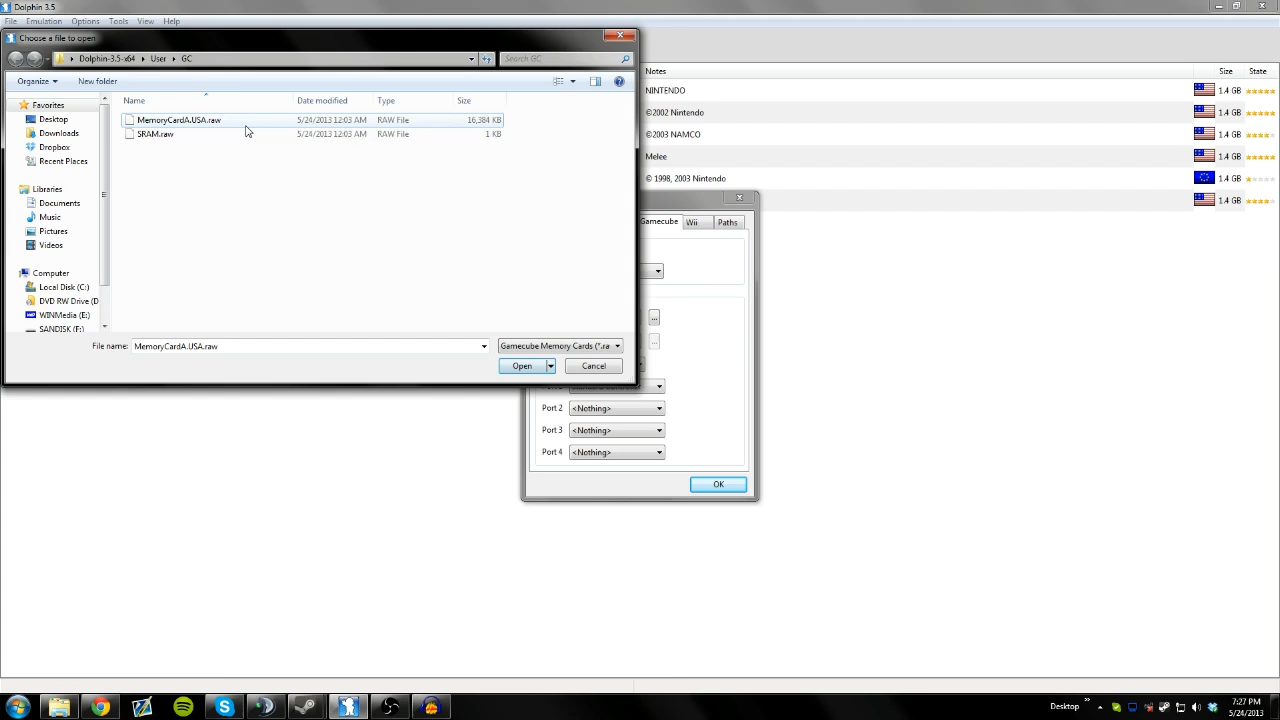 Dolphin 3.5
File Emulation Options Tools View Help
Choose a file to open
Dolphin-3.5-x64 User GC
Search GC
Organize New folder
Name Date modified Type Size
MemoryCardA.USA.raw 5/24/2013 12:03 AM RAW File 16,384 KB
SRAM.raw 5/24/2013 12:03 AM RAW File 1 KB
Favorites
Desktop
Downloads
Dropbox
Recent Places
Libraries
Documents
Music
Pictures
Videos
Computer
Local Disk (C:)
DVD RW Drive (D
WINMedia (E:)
SANDISK (F:)
File name: MemoryCardA.USA.raw
Gamecube Memory Cards (*.ra
Open Cancel
Notes Size State
NINTENDO 1.4 GB
©2002 Nintendo 1.4 GB
©2003 NAMCO 1.4 GB
Melee 1.4 GB
© 1998, 2003 Nintendo 1.4 GB
1.4 GB
Gamecube Wii Paths
...
...
Port 2 <Nothing>
Port 3 <Nothing>
Port 4 <Nothing>
OK
Desktop
7:27 PM
5/24/2013